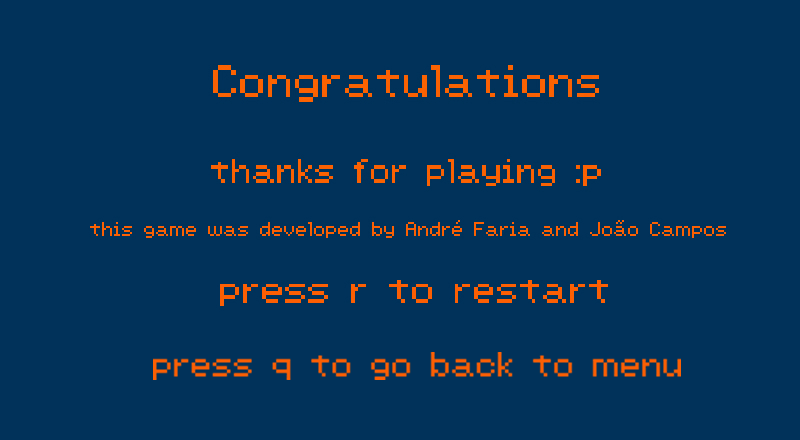 Congratulations
thanks for playing :p
this game was developed by André Faria and João Campos
press r to restart
press q to go back to menu